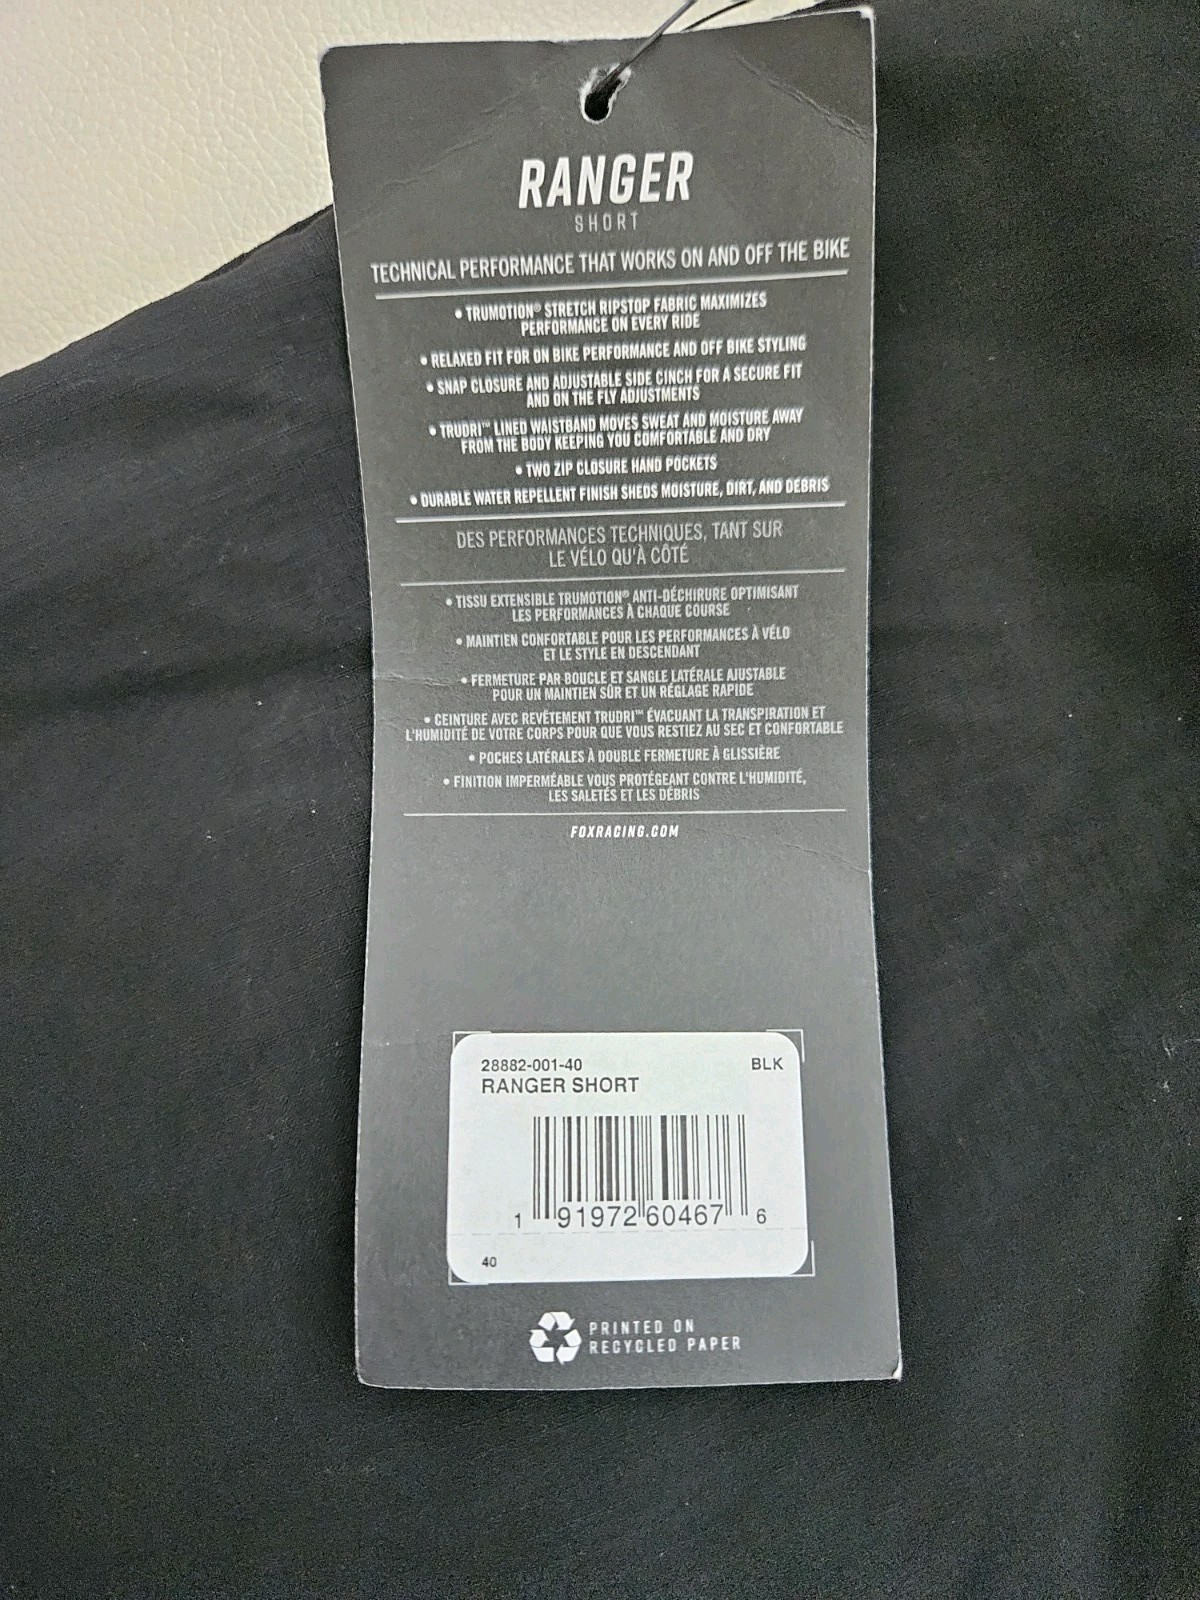 RANGER
SHORT
TECHNICAL PERFORMANCE THAT WORKS ON AND OFF THE BIKE
• TRUMOTION® STRETCH RIPSTOP FABRIC MAXIMIZES
PERFORMANCE ON EVERY RIDE
• RELAXED FIT FOR ON BIKE PERFORMANCE AND OFF BIKE STYLING
• SNAP CLOSURE AND ADJUSTABLE SIDE CINCH FOR A SECURE FIT
AND ON THE FLY ADJUSTMENTS
• TRUDRI™ LINED WAISTBAND MOVES SWEAT AND MOISTURE AWAY
FROM THE BODY KEEPING YOU COMFORTABLE AND DRY
• TWO ZIP CLOSURE HAND POCKETS
• DURABLE WATER REPELLENT FINISH SHEDS MOISTURE, DIRT, AND DEBRIS
DES PERFORMANCES TECHNIQUES, TANT SUR
LE VÉLO QU'À CÔTÉ
• TISSU EXTENSIBLE TRUMOTION® ANTI-DÉCHIRURE OPTIMISANT
LES PERFORMANCES À CHAQUE COURSE
• MAINTIEN CONFORTABLE POUR LES PERFORMANCES À VÉLO
ET LE STYLE EN DESCENDANT
• FERMETURE PAR BOUCLE ET SANGLE LATÉRALE AJUSTABLE
POUR UN MAINTIEN SÛR ET UN RÉGLAGE RAPIDE
• CEINTURE AVEC REVÊTEMENT TRUDRI™ ÉVACUANT LA TRANSPIRATION ET
L'HUMIDITÉ DE VOTRE CORPS POUR QUE VOUS RESTIEZ AU SEC ET CONFORTABLE
• POCHES LATÉRALES À DOUBLE FERMETURE À GLISSIÈRE
• FINITION IMPERMÉABLE VOUS PROTÉGEANT CONTRE L'HUMIDITÉ,
LES SALETÉS ET LES DÉBRIS
FOXRACING.COM
28882-001-40 BLK
RANGER SHORT
1 91972 60467 6
40
PRINTED ON
RECYCLED PAPER